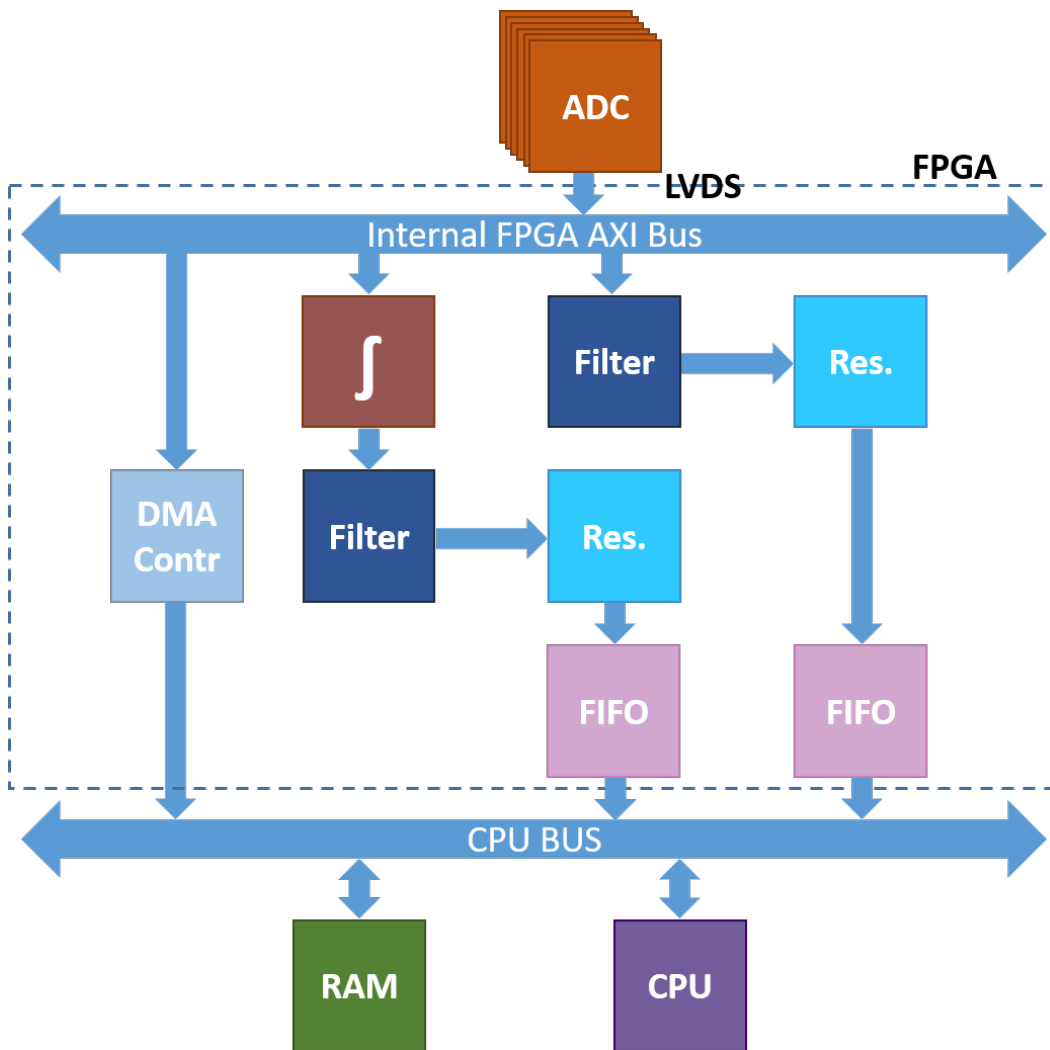 ADC
FPGA
LVDS
Internal FPGA AXI Bus
∫
Filter
Res.
DMA
Contr
Filter
Res.
FIFO
FIFO
CPU BUS
RAM
CPU